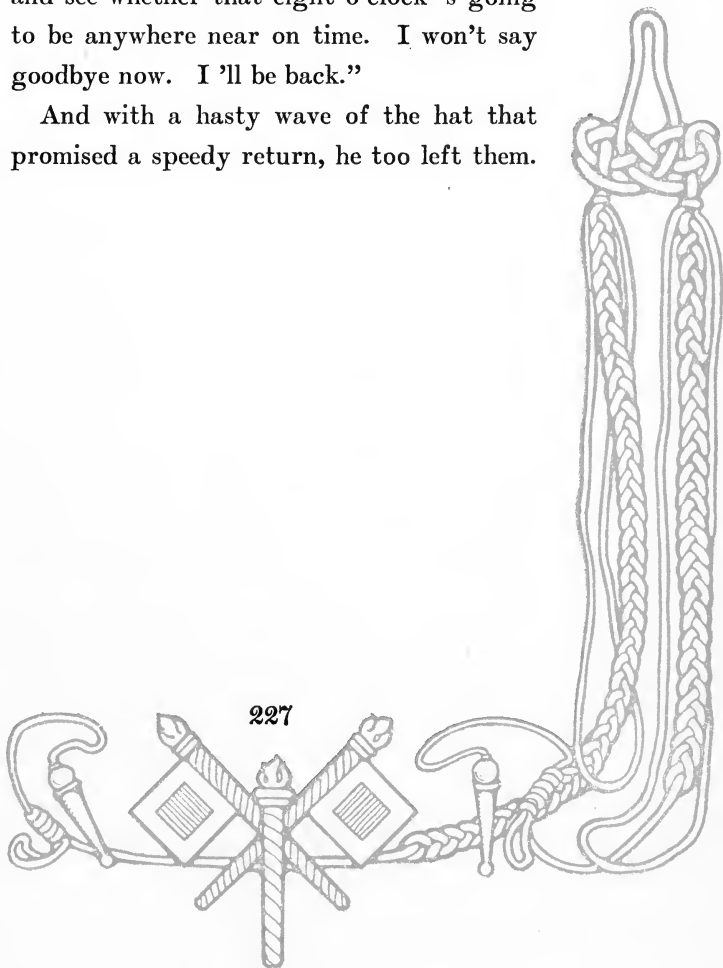 and see whether that eight o'clock 's going
to be anywhere near on time. I won't say
goodbye now. I 'll be back."
And with a hasty wave of the hat that
promised a speedy return, he too left them.
227